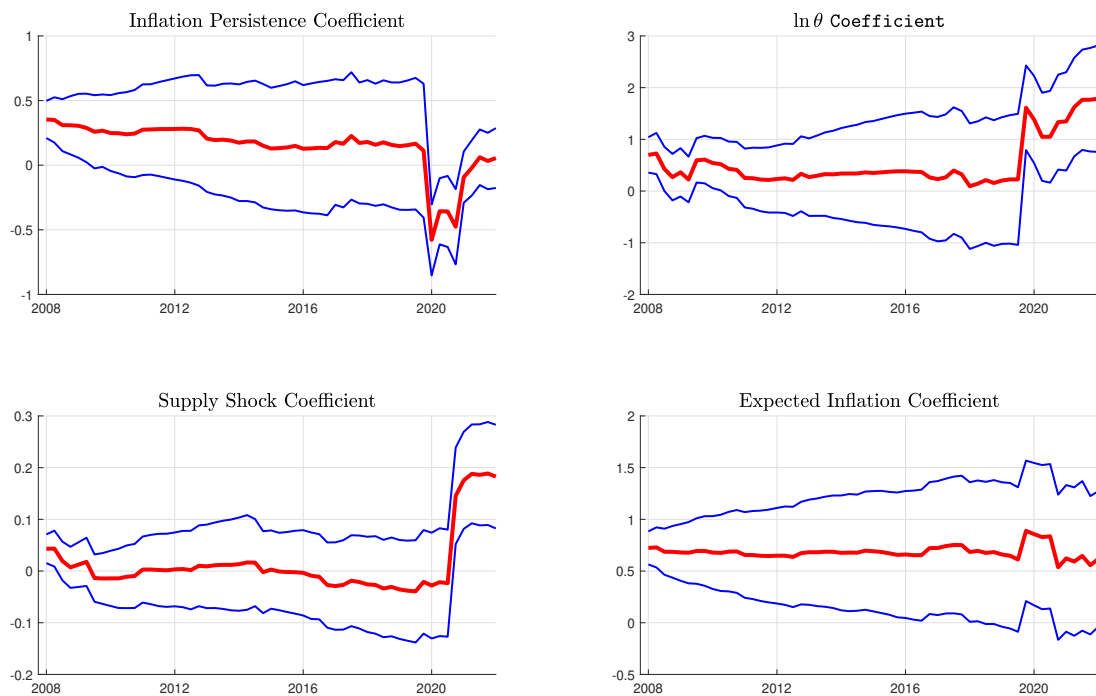 Inflation Persistence Coefficient
1
0.5
0
-0.5
-1
2008 2012 2016 2020
ln θ Coefficient
3
2
1
0
-1
-2
2008 2012 2016 2020
Supply Shock Coefficient
0.3
0.2
0.1
0
-0.1
-0.2
2008 2012 2016 2020
Expected Inflation Coefficient
2
1.5
1
0.5
0
-0.5
2008 2012 2016 2020